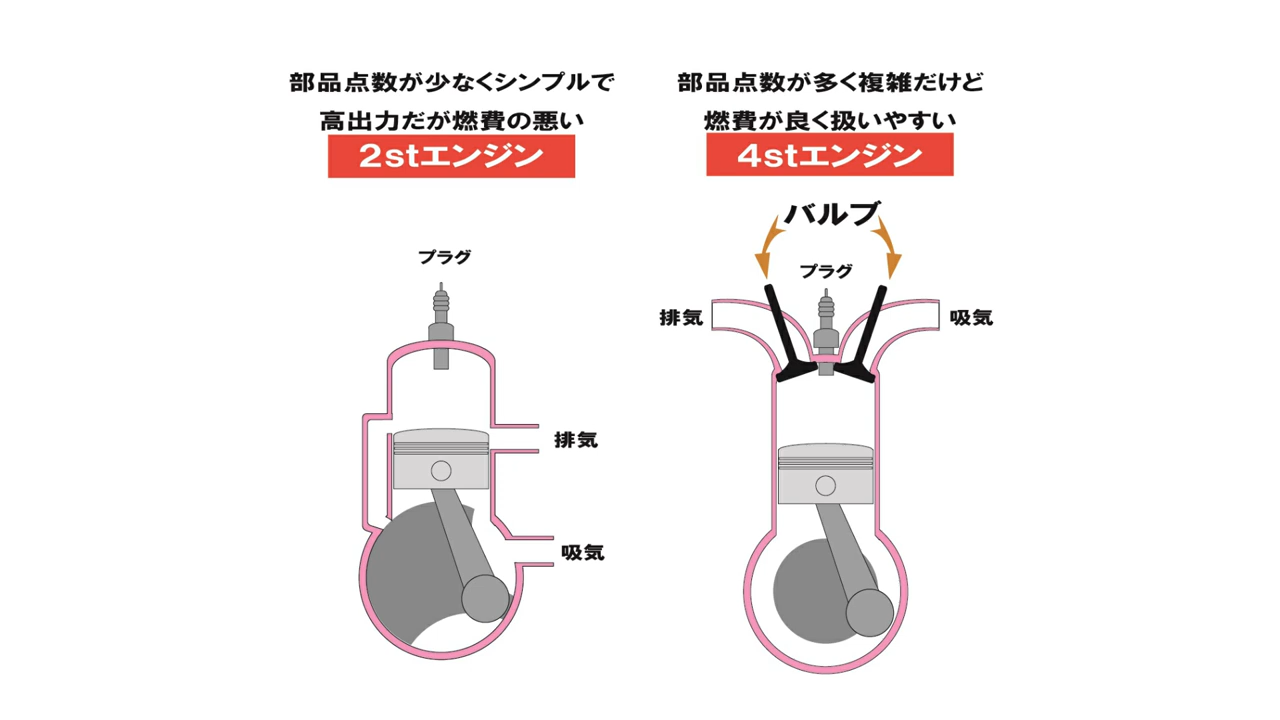 部品点数が少なくシンプルで
高出力だが燃費の悪い
2stエンジン
プラグ
排気
吸気
部品点数が多く複雑だけど
燃費が良く扱いやすい
4stエンジン
バルブ
プラグ
排気
吸気